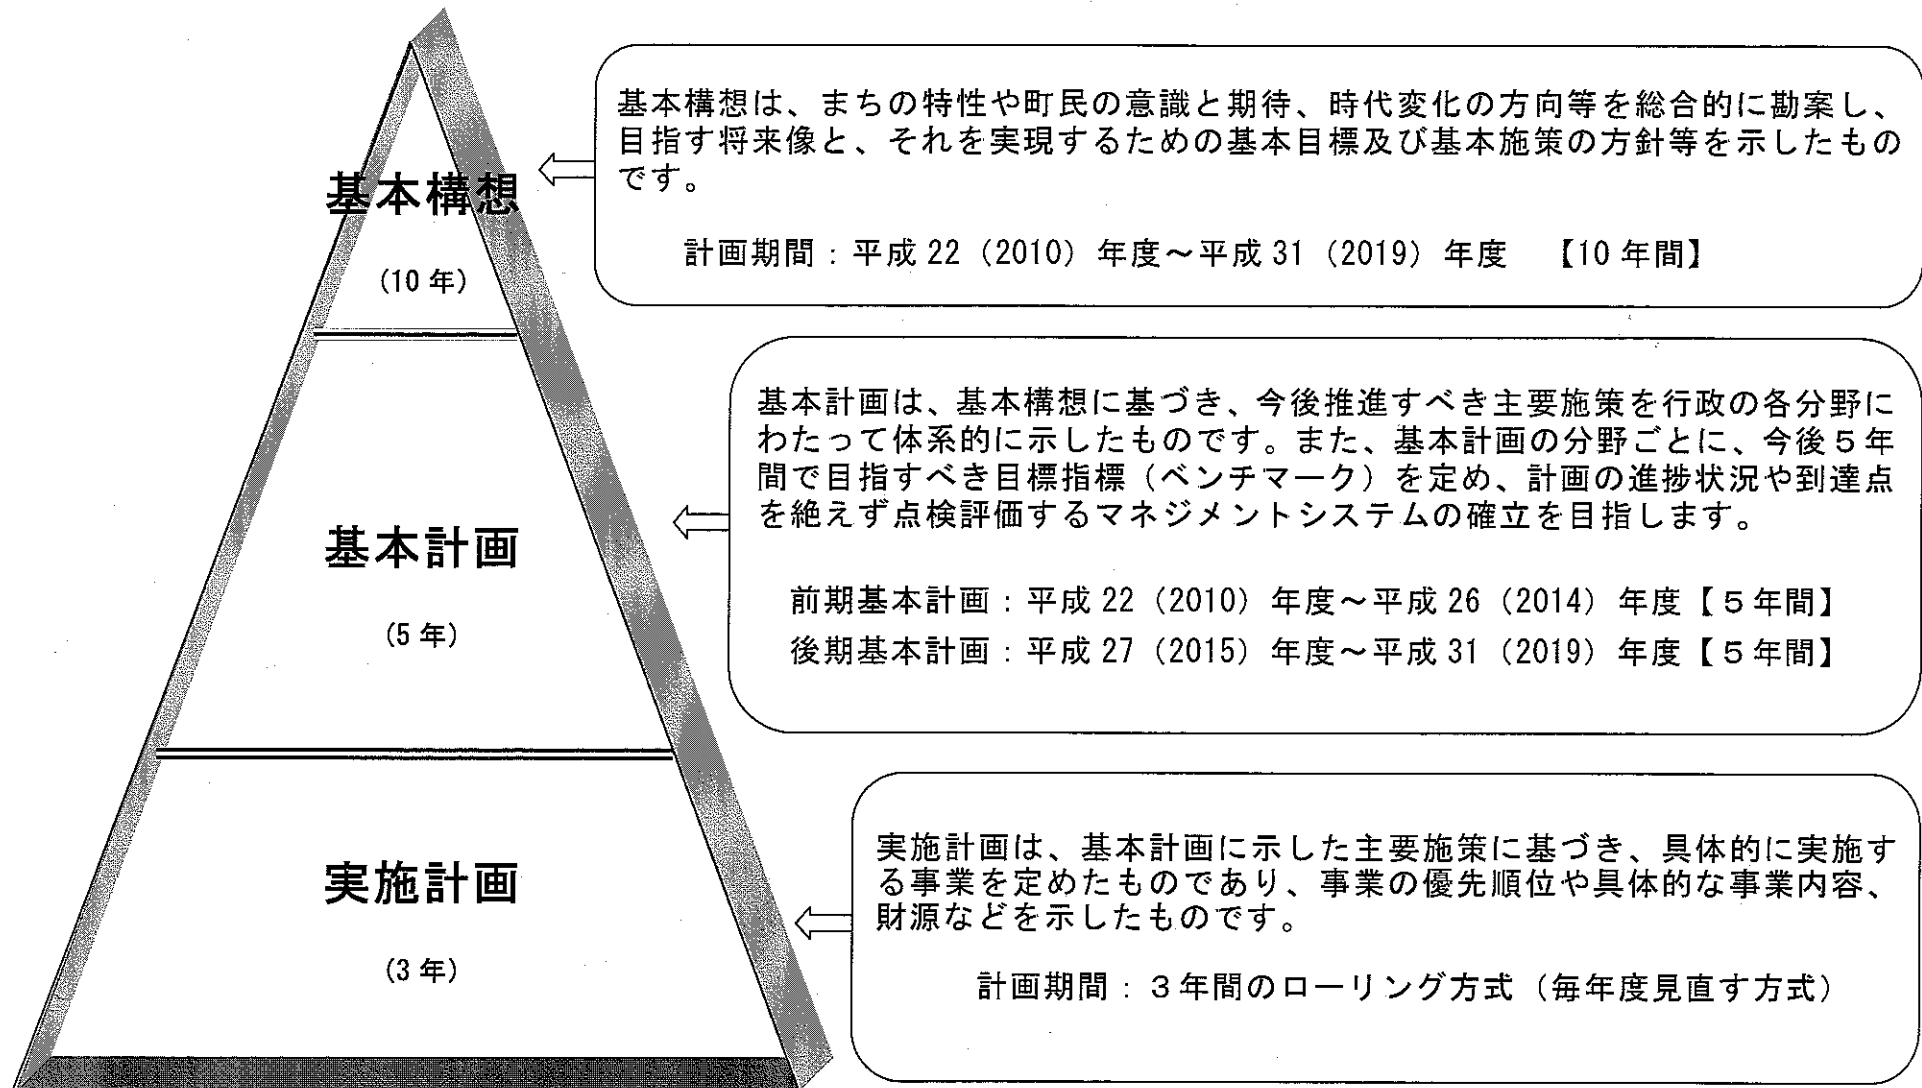 基本構想
(10 年)
基本構想は、まちの特性や町民の意識と期待、時代変化の方向等を総合的に勘案し、
目指す将来像と、それを実現するための基本目標及び基本施策の方針等を示したもの
です。
計画期間：平成 22（2010）年度～平成 31（2019）年度　【10 年間】
基本計画
(5 年)
基本計画は、基本構想に基づき、今後推進すべき主要施策を行政の各分野に
わたって体系的に示したものです。また、基本計画の分野ごとに、今後５年
間で目指すべき目標指標（ベンチマーク）を定め、計画の進捗状況や到達点
を絶えず点検評価するマネジメントシステムの確立を目指します。
前期基本計画：平成 22（2010）年度～平成 26（2014）年度【５年間】
後期基本計画：平成 27（2015）年度～平成 31（2019）年度【５年間】
実施計画
(3 年)
実施計画は、基本計画に示した主要施策に基づき、具体的に実施す
る事業を定めたものであり、事業の優先順位や具体的な事業内容、
財源などを示したものです。
計画期間：３年間のローリング方式（毎年度見直す方式）